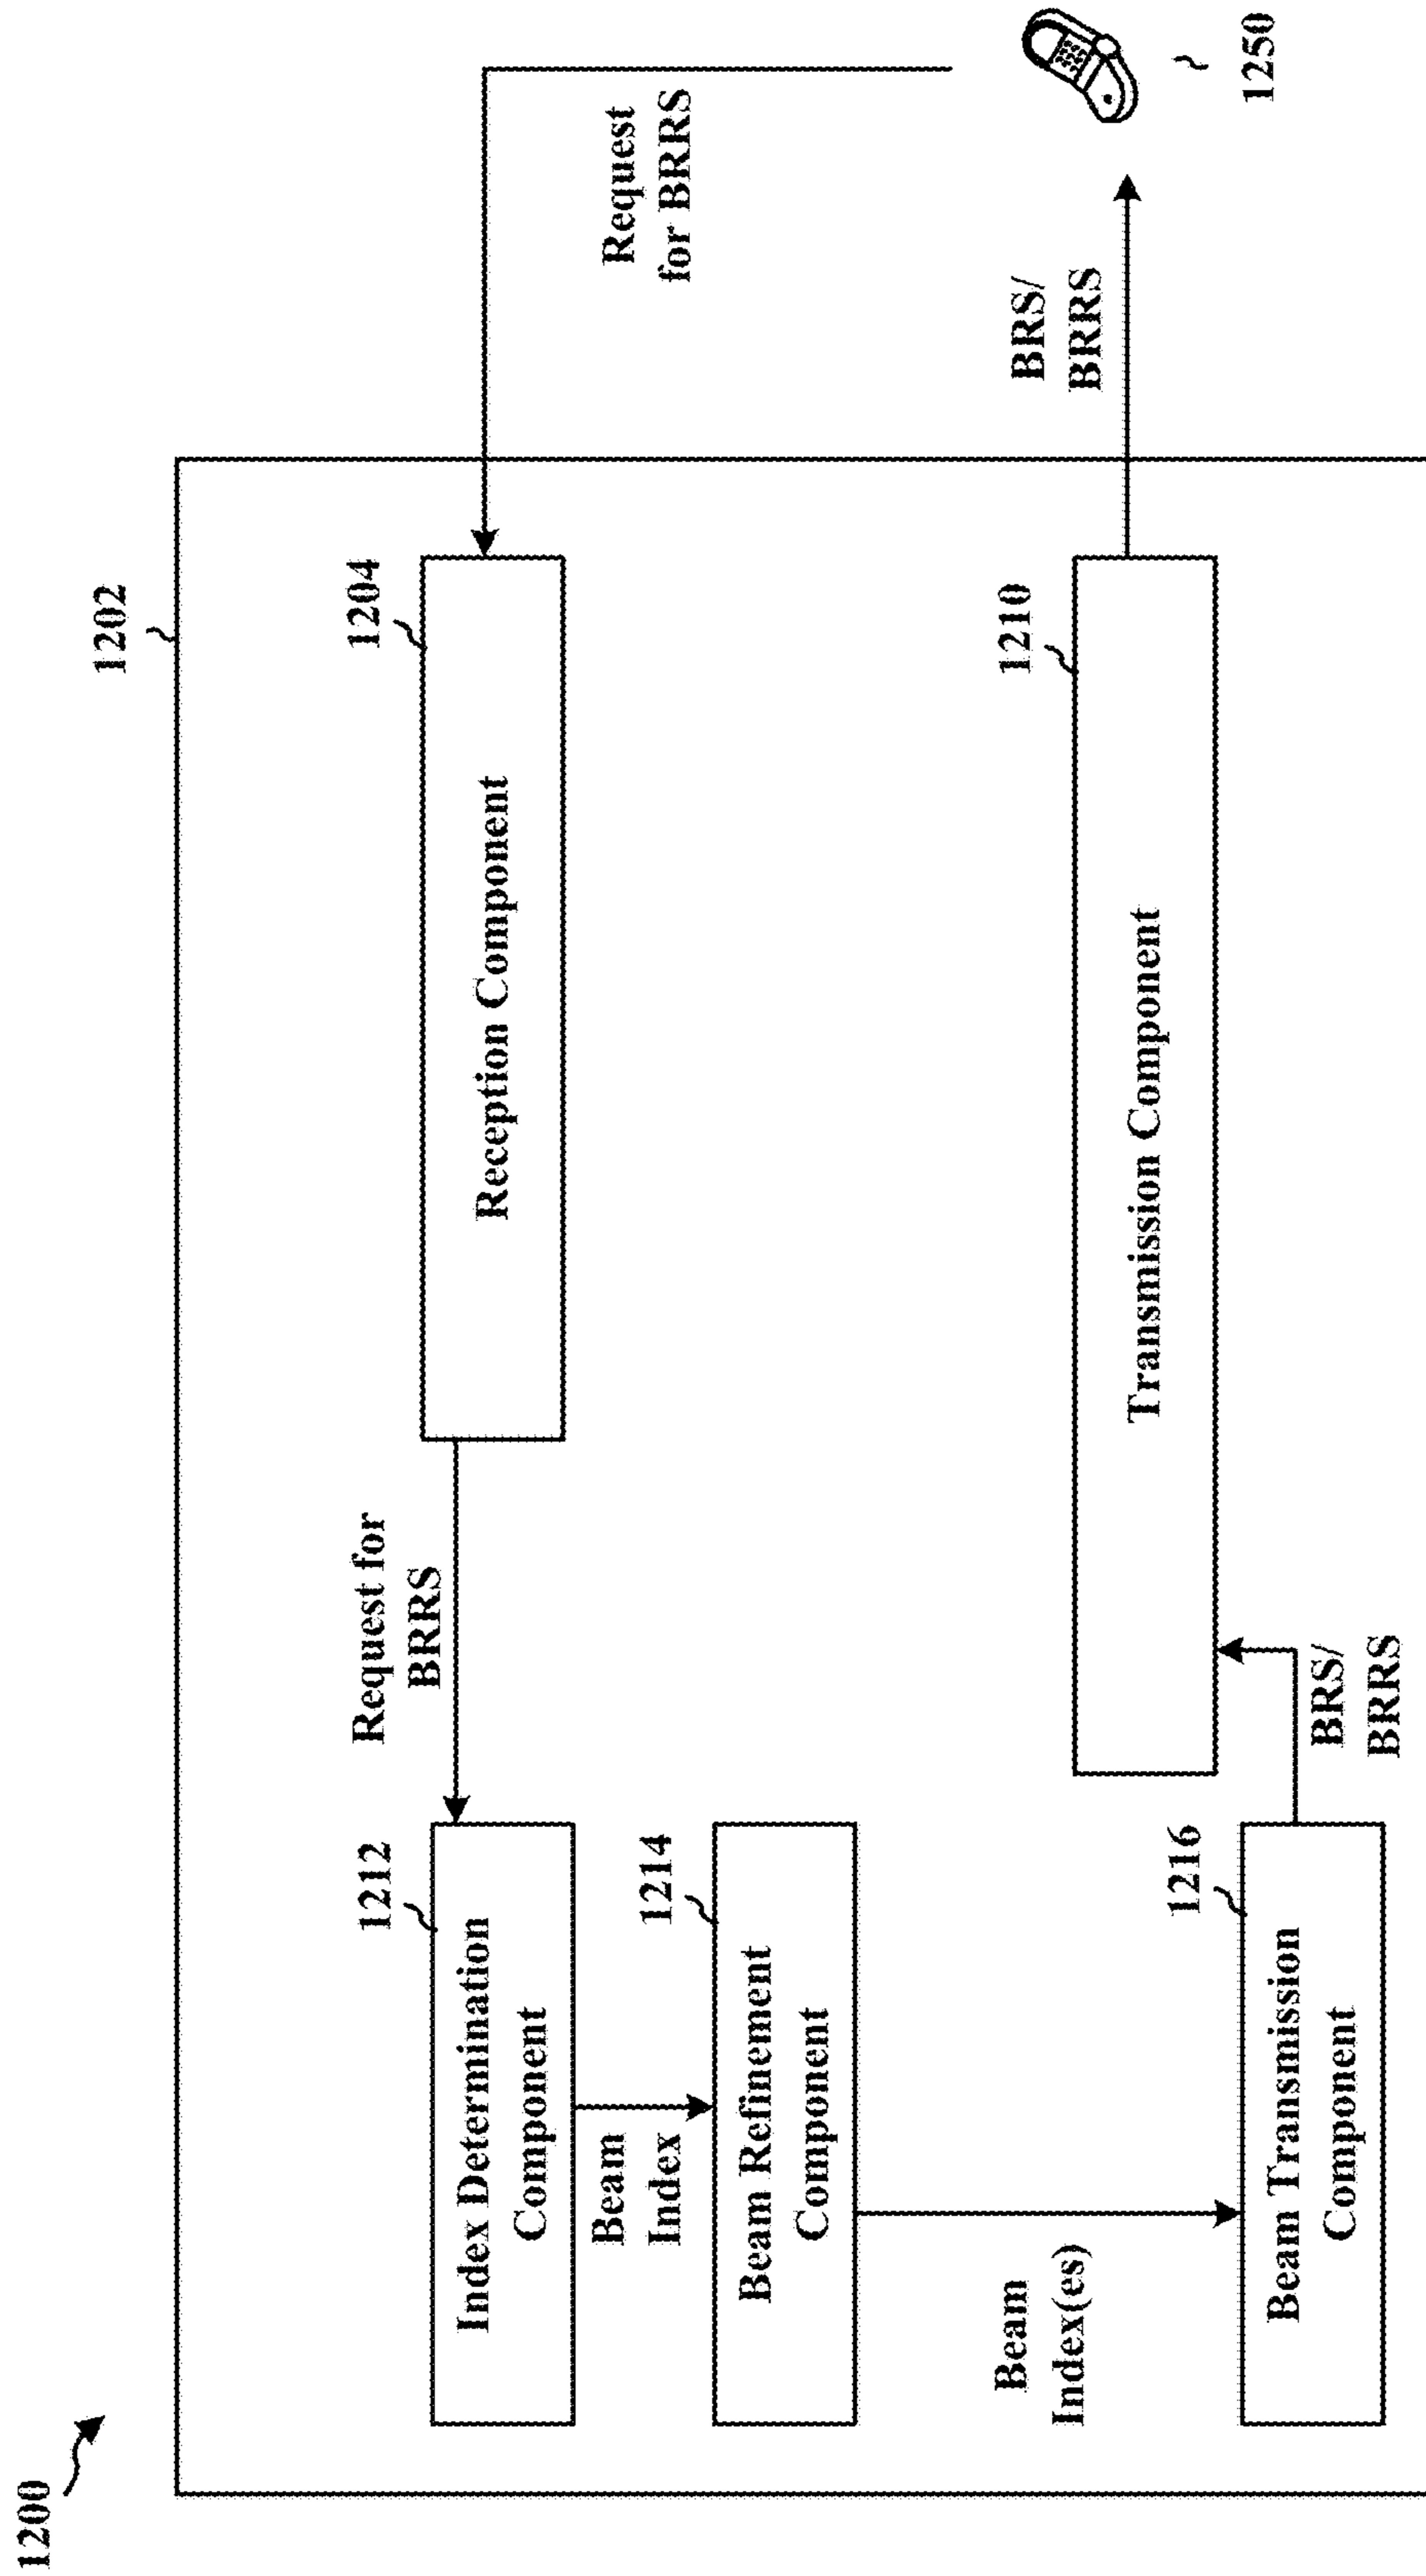 1200
1202
1204
Reception Component
Request
for BRRS
Request for
BRRS
1212
Index Determination
Component
Beam
Index
1214
Beam Refinement
Component
Beam
Index(es)
1216
Beam Transmission
Component
BRS/
BRRS
1210
Transmission Component
BRS/
BRRS
1250